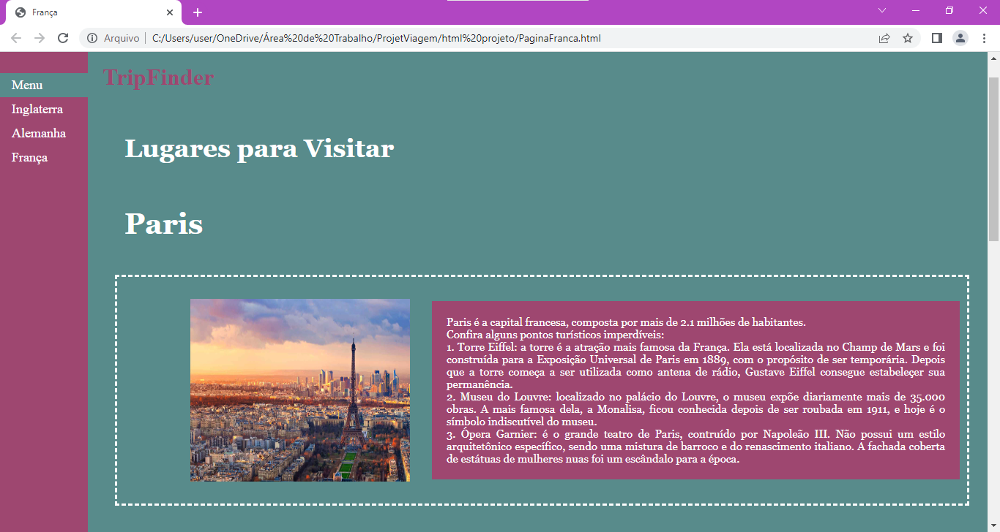 França
Arquivo
C:/Users/user/OneDrive/Área%20de%20Trabalho/ProjetViagem/html%20projeto/PaginaFranca.html
Menu
Inglaterra
Alemanha
França
TripFinder
Lugares para Visitar
Paris
Paris é a capital francesa, composta por mais de 2.1 milhões de habitantes.
Confira alguns pontos turísticos imperdíveis:
1. Torre Eiffel: a torre é a atração mais famosa da França. Ela está localizada no Champ de Mars e foi
construída para a Exposição Universal de Paris em 1889, com o propósito de ser temporária. Depois
que a torre começa a ser utilizada como antena de rádio, Gustave Eiffel consegue estabeleçer sua
permanência.
2. Museu do Louvre: localizado no palácio do Louvre, o museu expõe diariamente mais de 35.000
obras. A mais famosa dela, a Monalisa, ficou conhecida depois de ser roubada em 1911, e hoje é o
símbolo indiscutível do museu.
3. Ópera Garnier: é o grande teatro de Paris, contruído por Napoleão III. Não possui um estilo
arquitetônico específico, sendo uma mistura de barroco e do renascimento italiano. A fachada coberta
de estátuas de mulheres nuas foi um escândalo para a época.